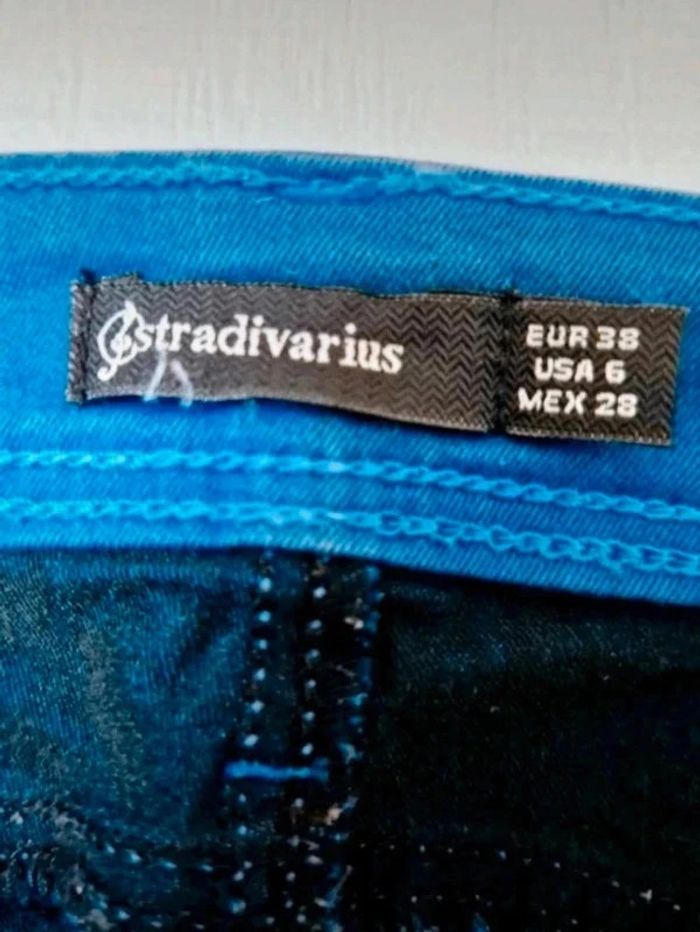 stradivarius
EUR 38
USA 6
MEX 28